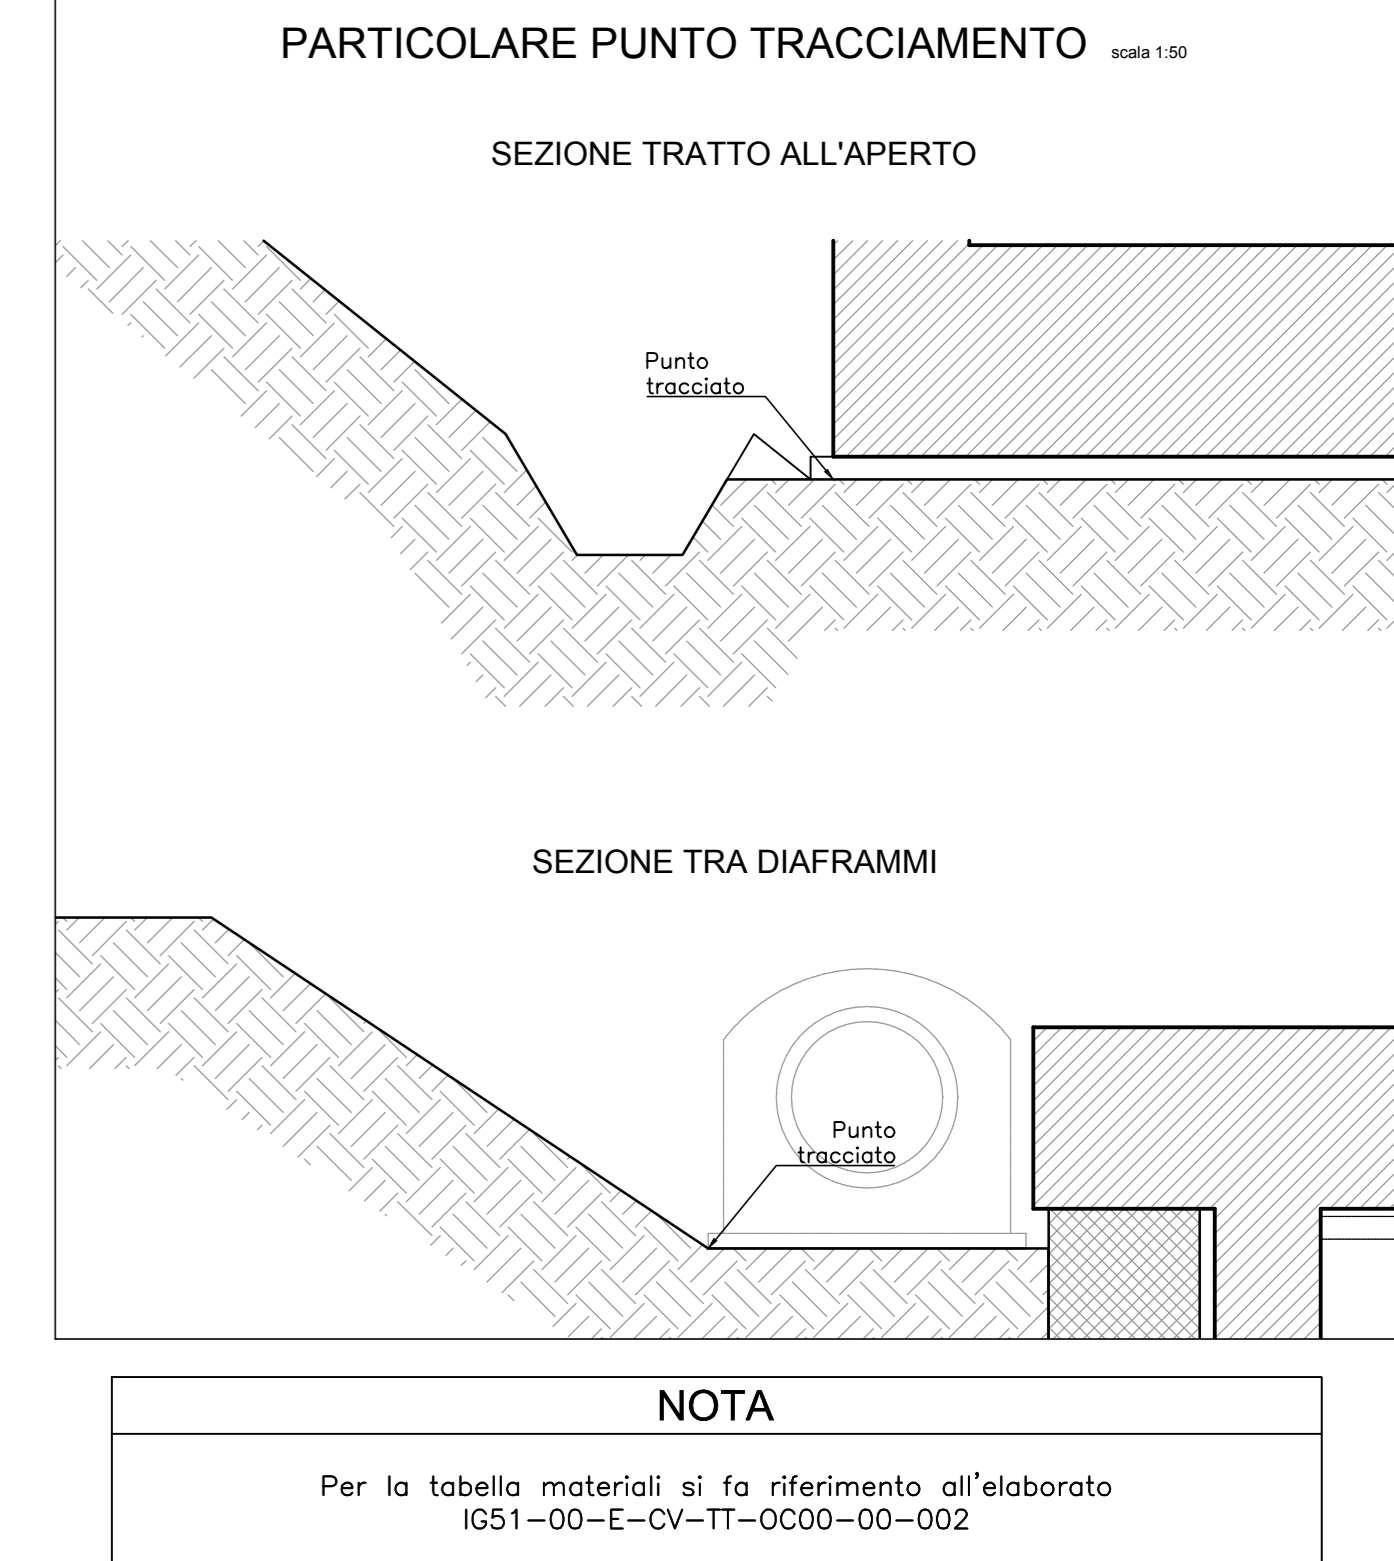 PARTICOLARE PUNTO TRACCIAMENTO scala 1:50
SEZIONE TRATTO ALL'APERTO
Punto
tracciato
SEZIONE TRA DIAFRAMMI
Punto
tracciato
NOTA
Per la tabella materiali si fa riferimento all'elaborato
IG51-00-E-CV-TT-OC00-00-002